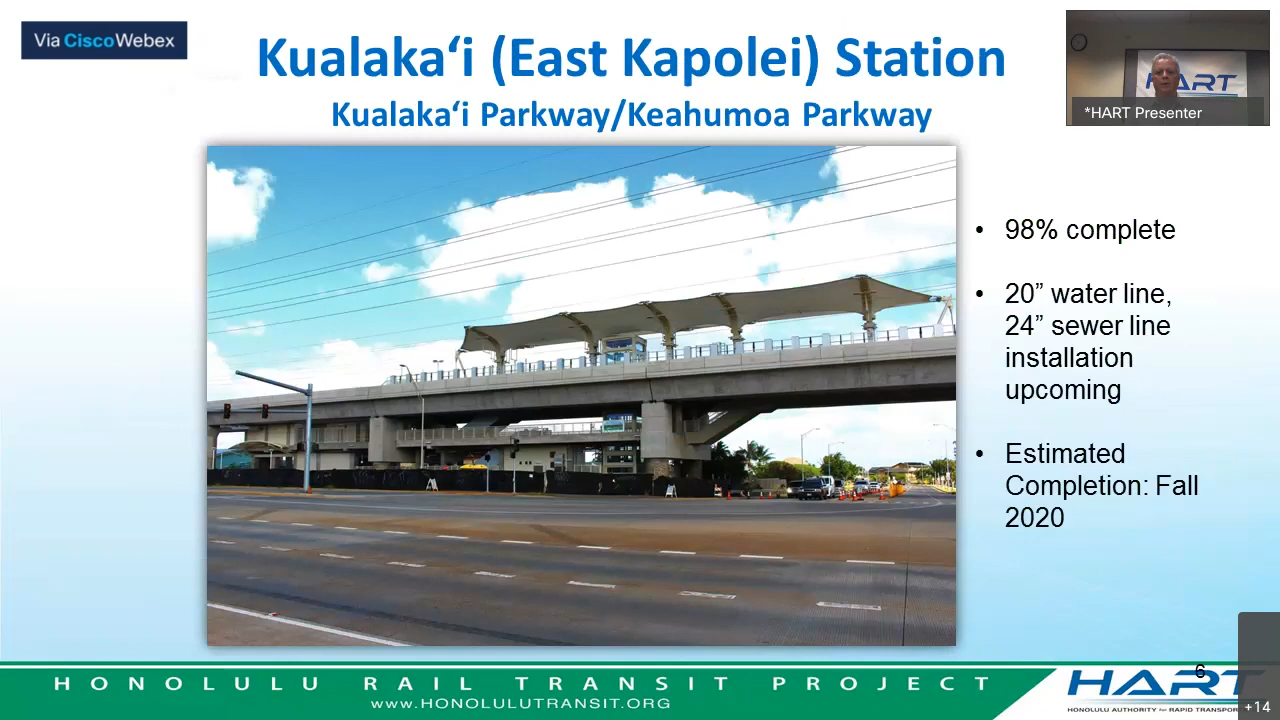 Via CiscoWebex
Kualakaʻi (East Kapolei) Station
Kualakaʻi Parkway/Keahumoa Parkway
HART
*HART Presenter
• 98% complete
• 20” water line,
24” sewer line
installation
upcoming
• Estimated
Completion: Fall
2020
6
HONOLULU RAIL TRANSIT PROJECT
www.HONOLULUTRANSIT.ORG
HART
HONOLULU AUTHORITY for RAPID
+14